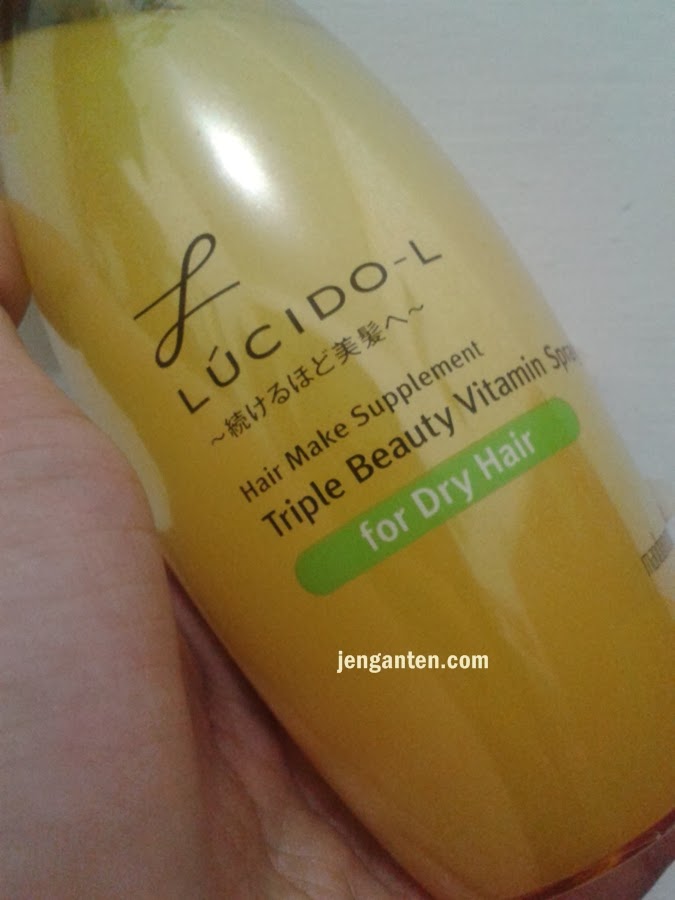 LÚCIDO-L
~続けるほど美髪へ~
Hair Make Supplement
Triple Beauty Vitamin
for Dry Hair
jenganten.com